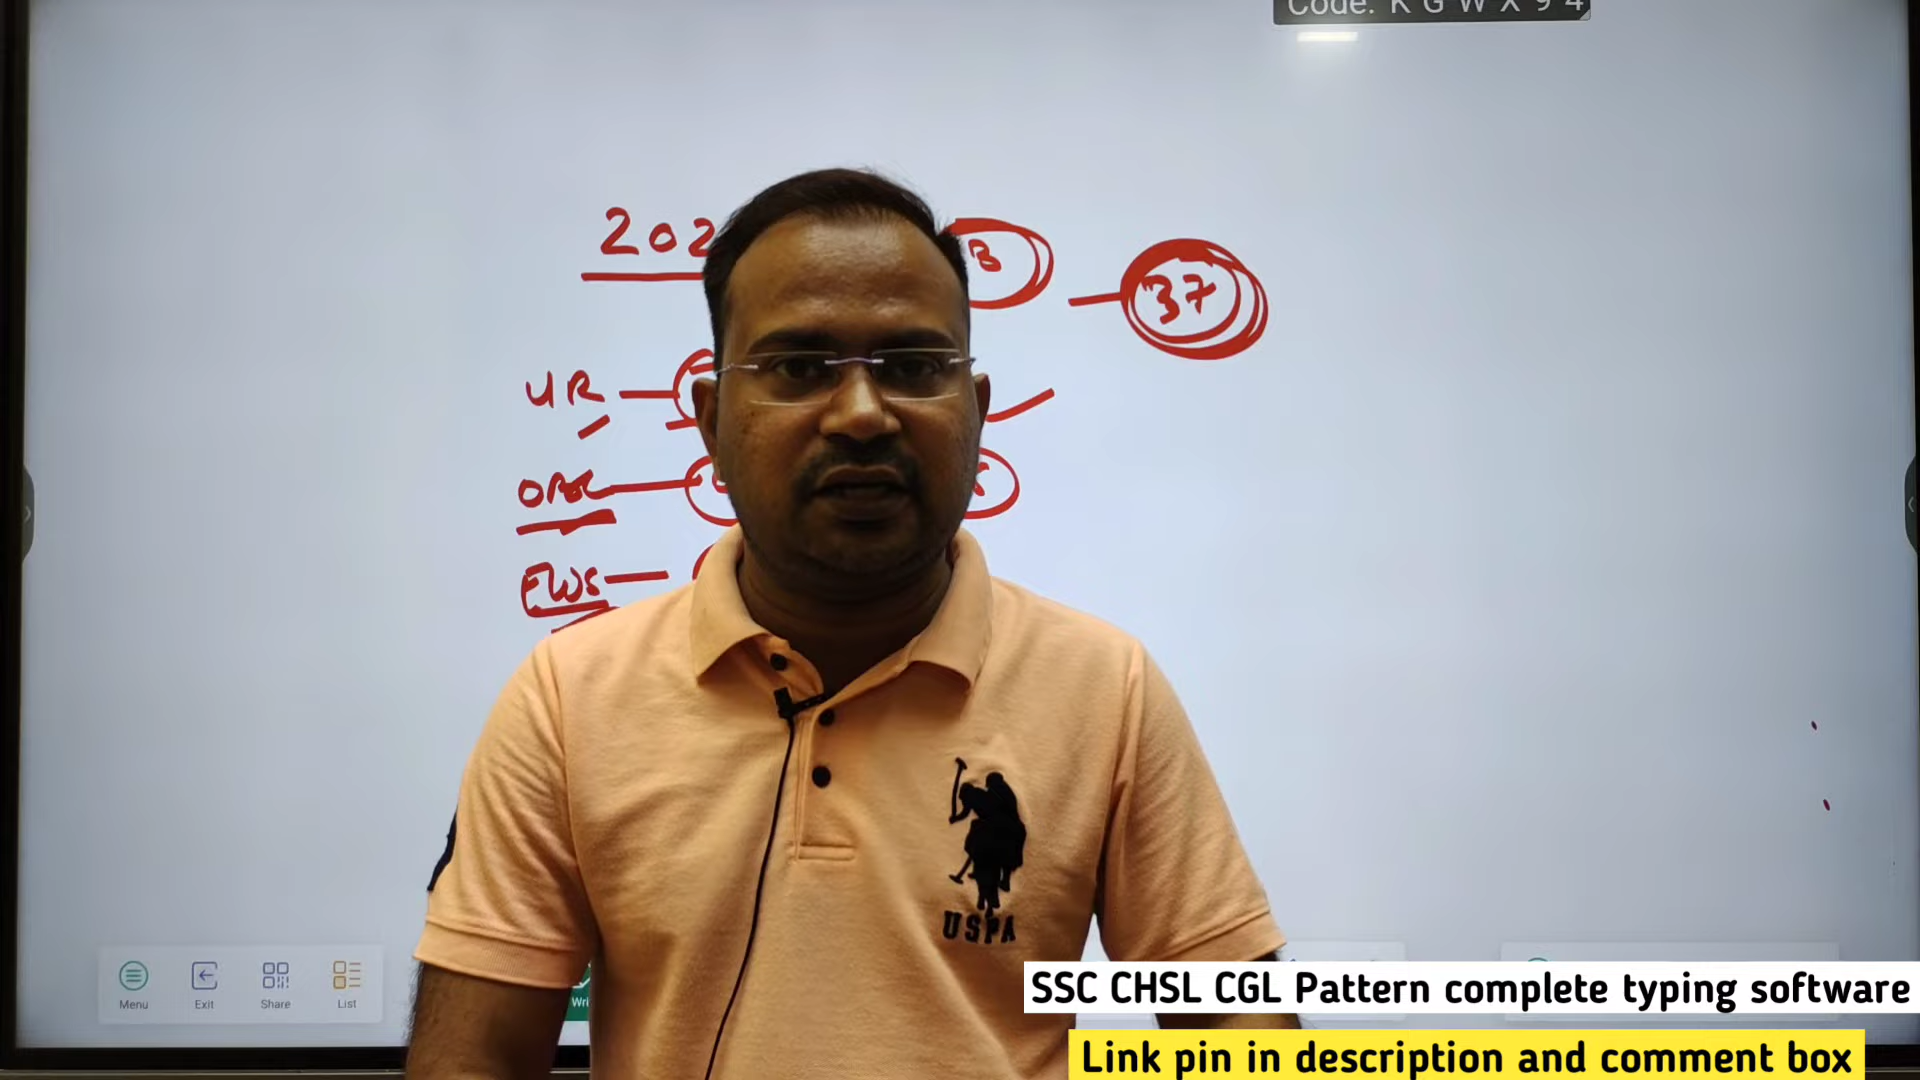 Code: K G W X 9 4
202
37
UR
OBC
EWS
USPA
Menu Exit Share List
SSC CHSL CGL Pattern complete typing software
Link pin in description and comment box